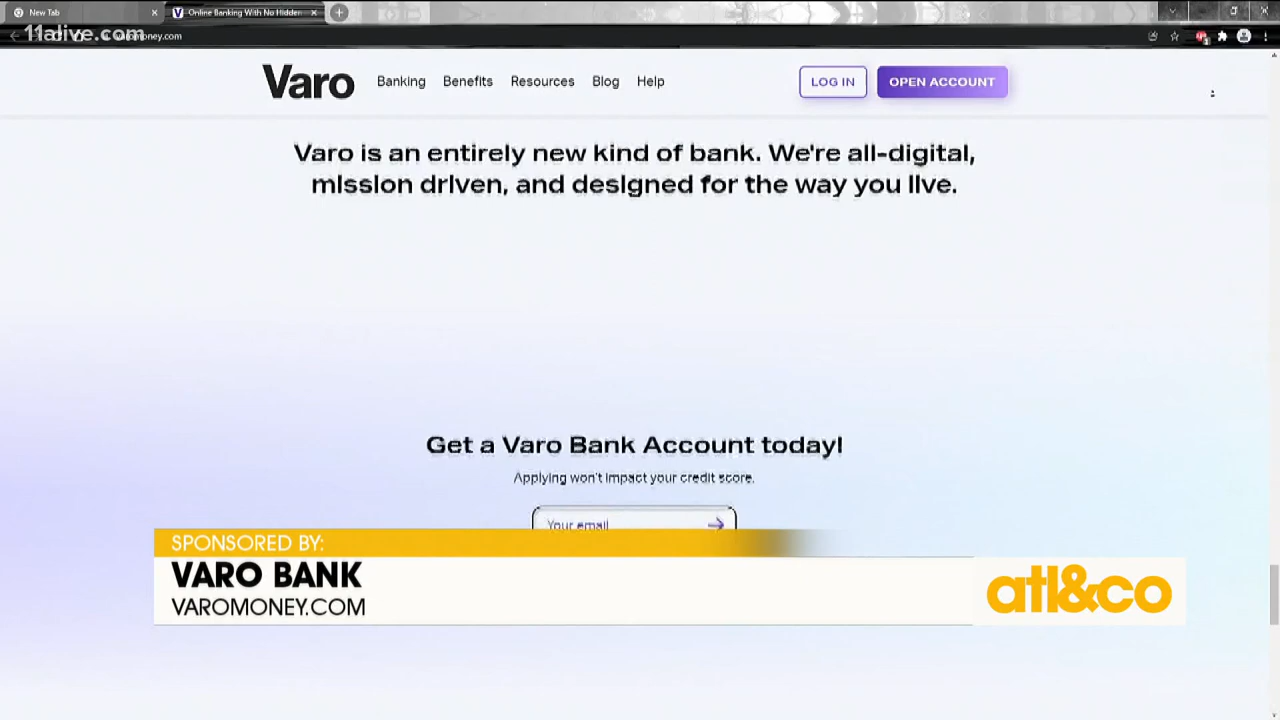 New Tab
Online Banking With No Hidden
11alive.com
money.com
Varo
Banking
Benefits
Resources
Blog
Help
LOG IN
OPEN ACCOUNT
Varo is an entirely new kind of bank. We're all-digital,
mission driven, and designed for the way you live.
Get a Varo Bank Account today!
Applying won't impact your credit score.
Your email
SPONSORED BY:
VARO BANK
VAROMONEY.COM
atl&co